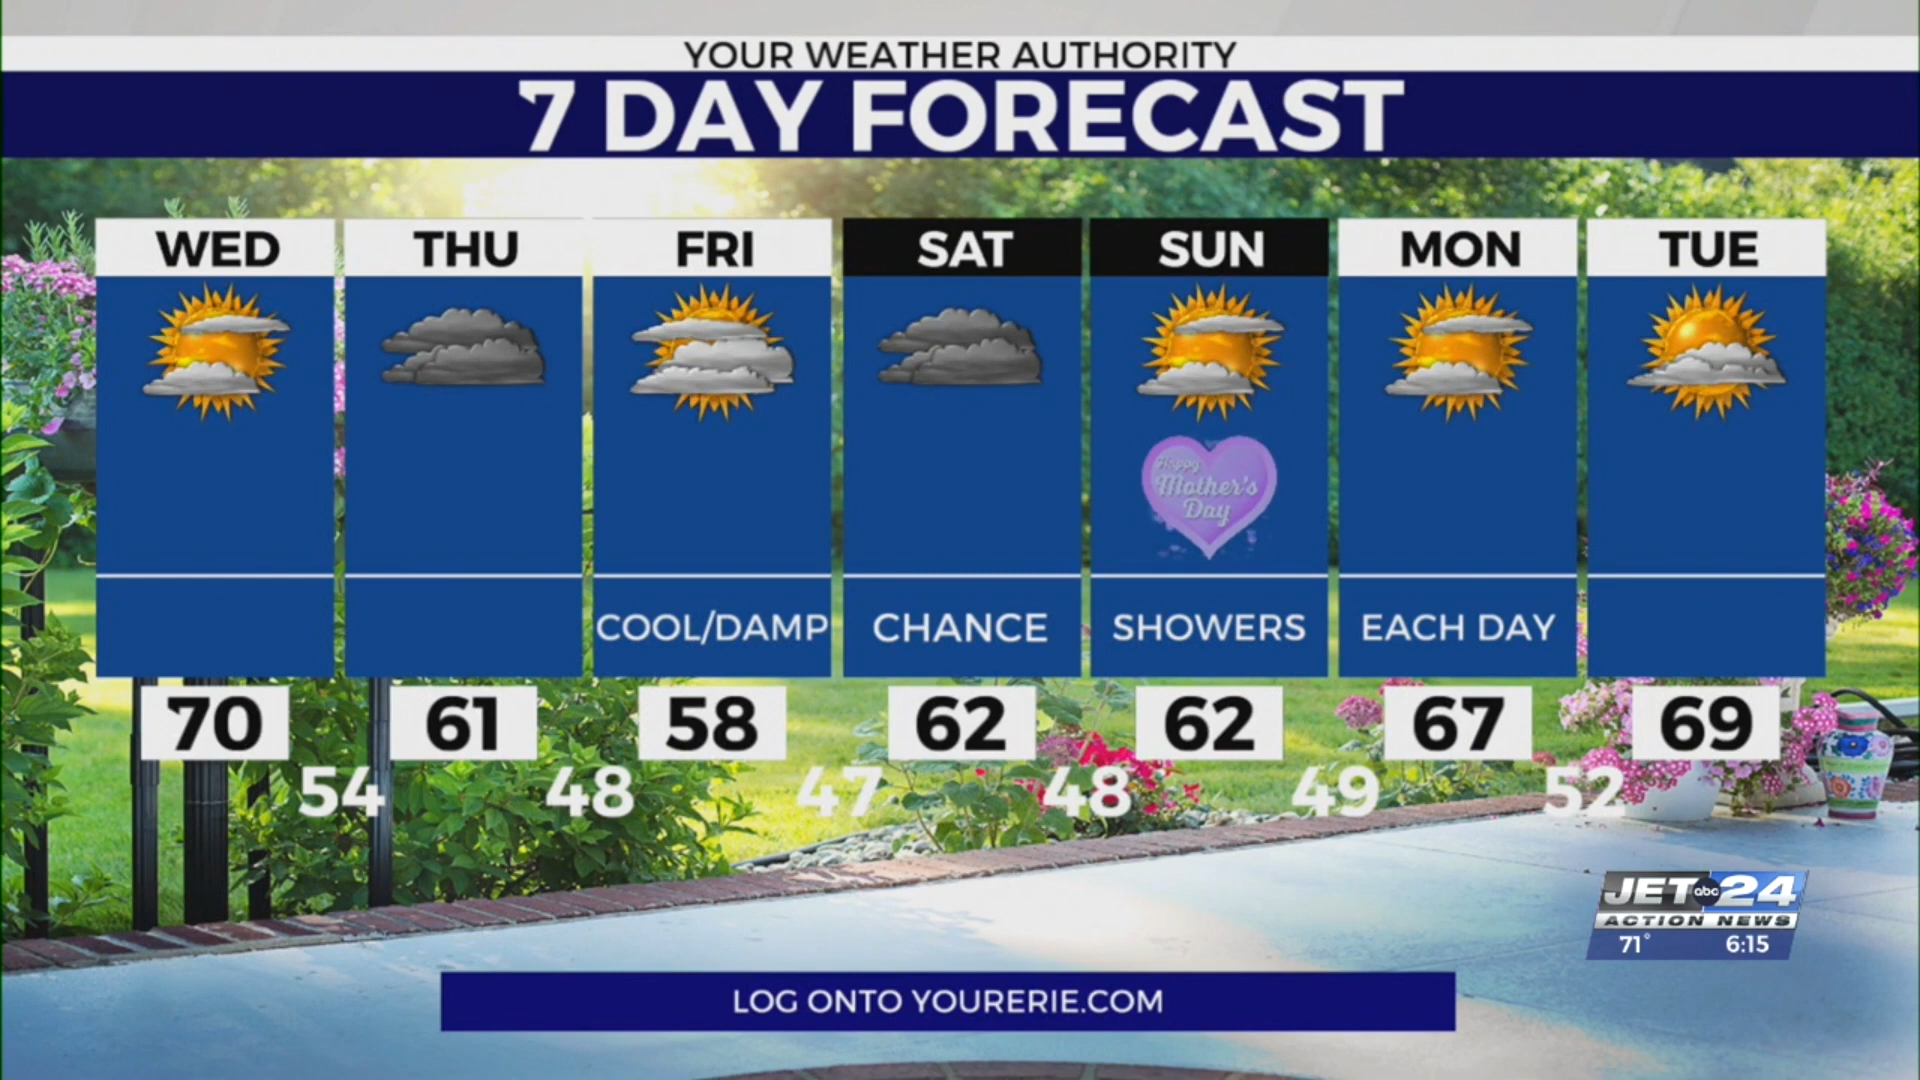 YOUR WEATHER AUTHORITY
7 DAY FORECAST
WED THU FRI SAT SUN MON TUE
Happy
Mother's
Day
COOL/DAMP CHANCE SHOWERS EACH DAY
70 61 58 62 62 67 69
54 48 47 48 49 52
JET abc 24
ACTION NEWS
71° 6:15
LOG ONTO YOURERIE.COM